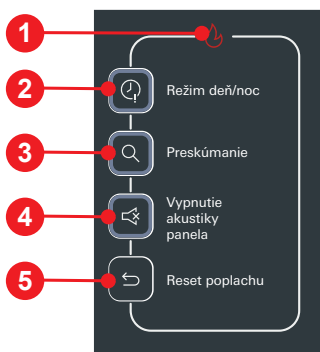 1
2
Režim deň/noc
3
Preskúmanie
4
Vypnutie
akustiky
panela
5
Reset poplachu